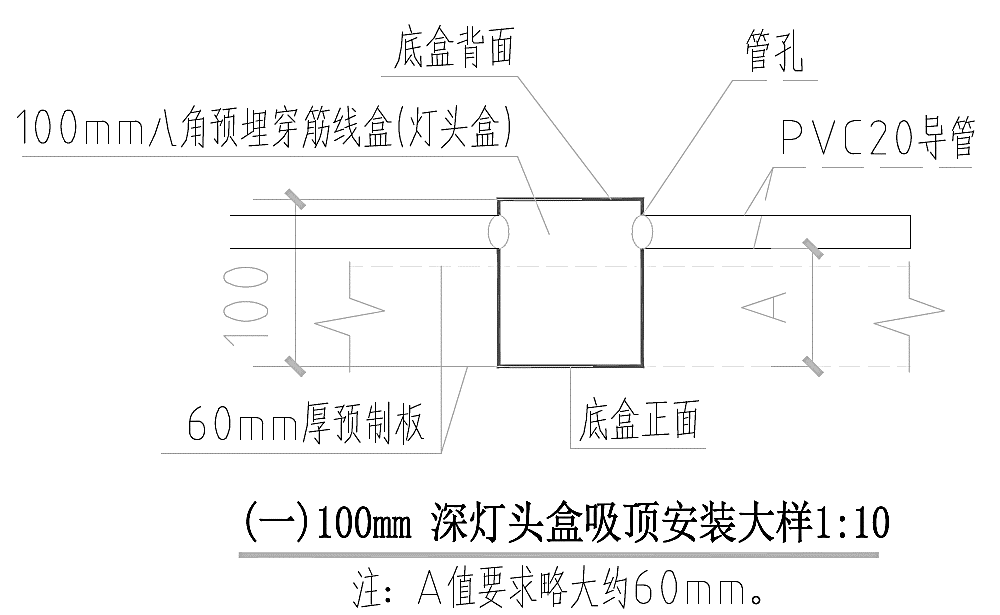 底盒背面
管孔
100mm八角预埋穿筋线盒(灯头盒)
PVC20导管
100
A
60mm厚预制板
底盒正面
(一)100mm 深灯头盒吸顶安装大样1:10
注：A值要求略大约60mm。